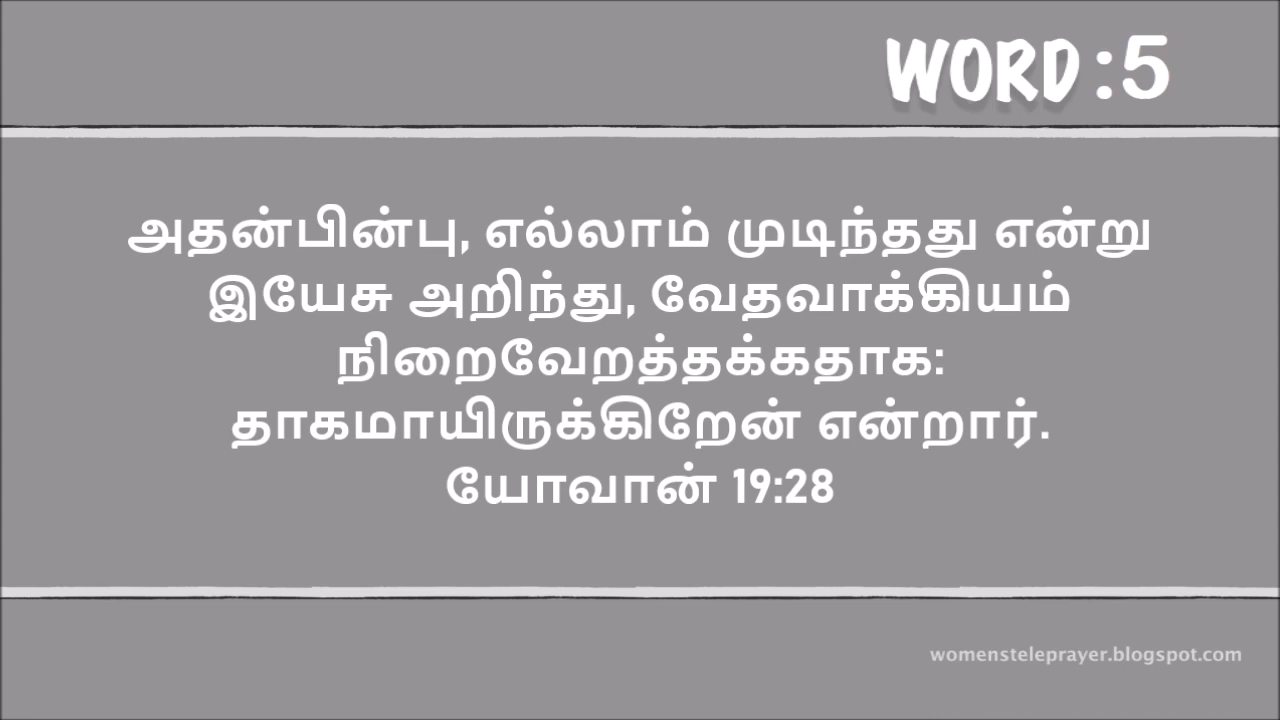 WORD :5
அதன்பின்பு, எல்லாம் முடிந்தது என்று
இயேசு அறிந்து, வேதவாக்கியம்
நிறைவேறத்தக்கதாக:
தாகமாயிருக்கிறேன் என்றார்.
யோவான் 19:28
womensteleprayer.blogspot.com